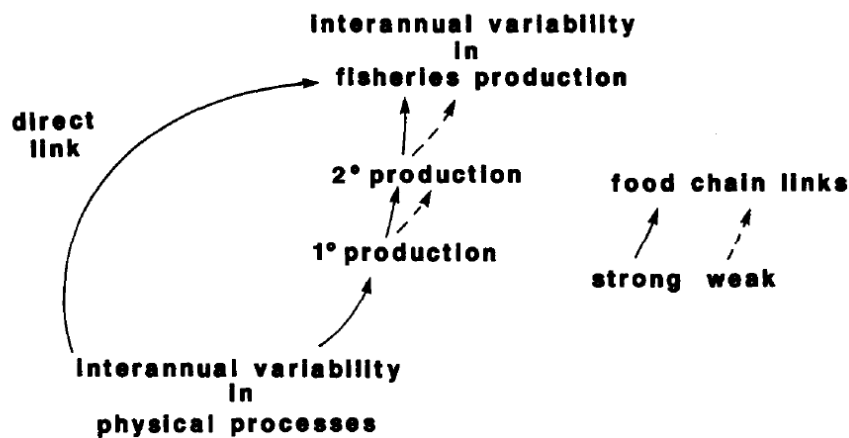 interannual variability
in
fisheries production
direct
link
2° production
food chain links
1° production
strong weak
interannual variability
in
physical processes